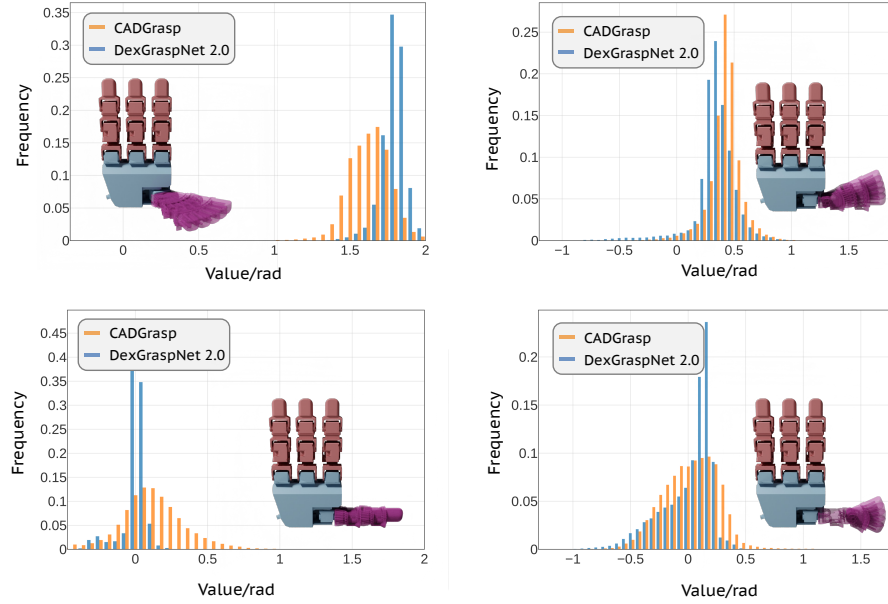 0.35
0.3
0.25
0.2
0.15
0.1
0.05
0
Frequency
CADGrasp
DexGraspNet 2.0
0 0.5 1 1.5 2
Value/rad
0.25
0.2
0.15
0.1
0.05
0
Frequency
CADGrasp
DexGraspNet 2.0
−1 −0.5 0 0.5 1 1.5
Value/rad
0.45
0.4
0.35
0.3
0.25
0.2
0.15
0.1
0.05
0
Frequency
CADGrasp
DexGraspNet 2.0
0 0.5 1 1.5 2
Value/rad
0.2
0.15
0.1
0.05
0
Frequency
CADGrasp
DexGraspNet 2.0
−1 −0.5 0 0.5 1 1.5
Value/rad